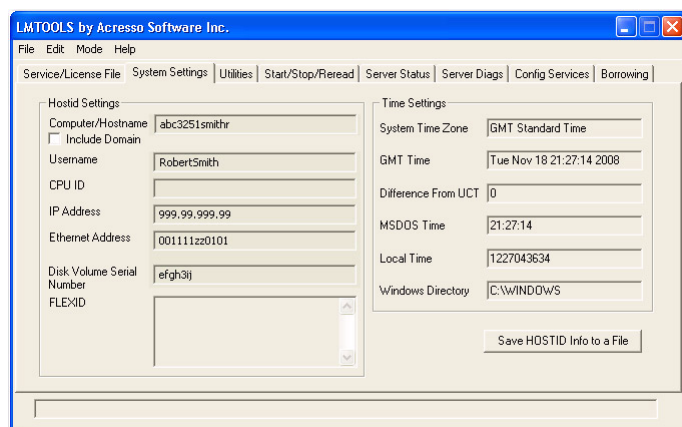 LMTOOLS by Acresso Software Inc.
File Edit Mode Help
Service/License File System Settings Utilities Start/Stop/Reread Server Status Server Diags Config Services Borrowing
Hostid Settings
Computer/Hostname abc3251smithr
Include Domain
Username RobertSmith
CPU ID
IP Address 999.99.999.99
Ethernet Address 001111zz0101
Disk Volume Serial
Number efgh3ij
FLEXID
Time Settings
System Time Zone GMT Standard Time
GMT Time Tue Nov 18 21:27:14 2008
Difference From UCT 0
MSDOS Time 21:27:14
Local Time 1227043634
Windows Directory C:\WINDOWS
Save HOSTID Info to a File